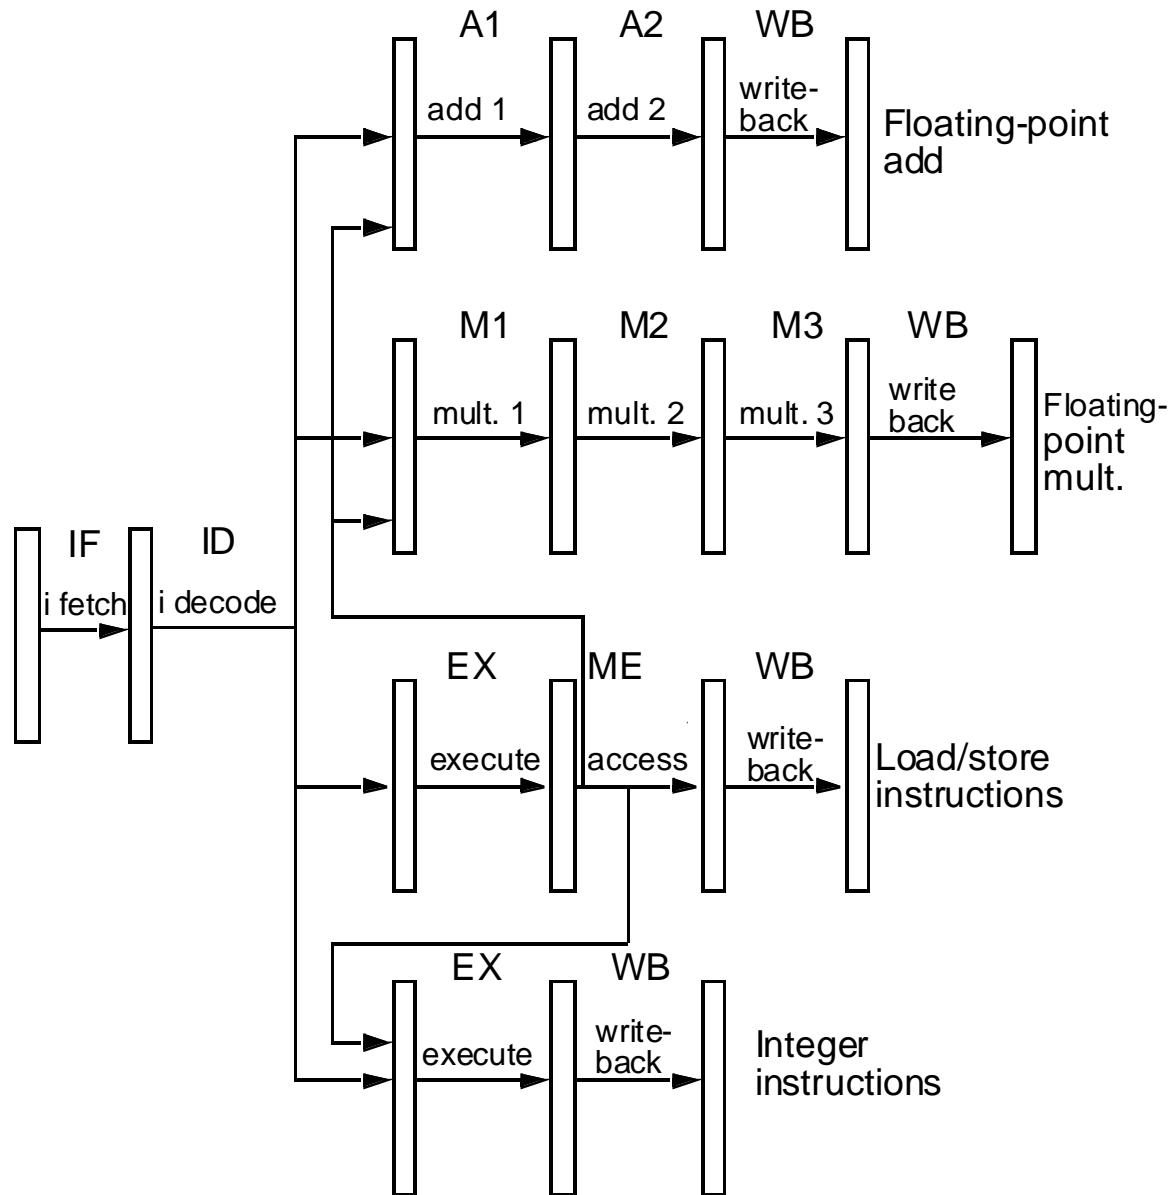 A1 A2 WB
add 1 add 2 write-
back
Floating-point
add
M1 M2 M3 WB
mult. 1 mult. 2 mult. 3 write
back
Floating-
point
mult.
IF ID
i fetch i decode
EX ME WB
execute access write-
back
Load/store
instructions
EX WB
execute write-
back
Integer
instructions